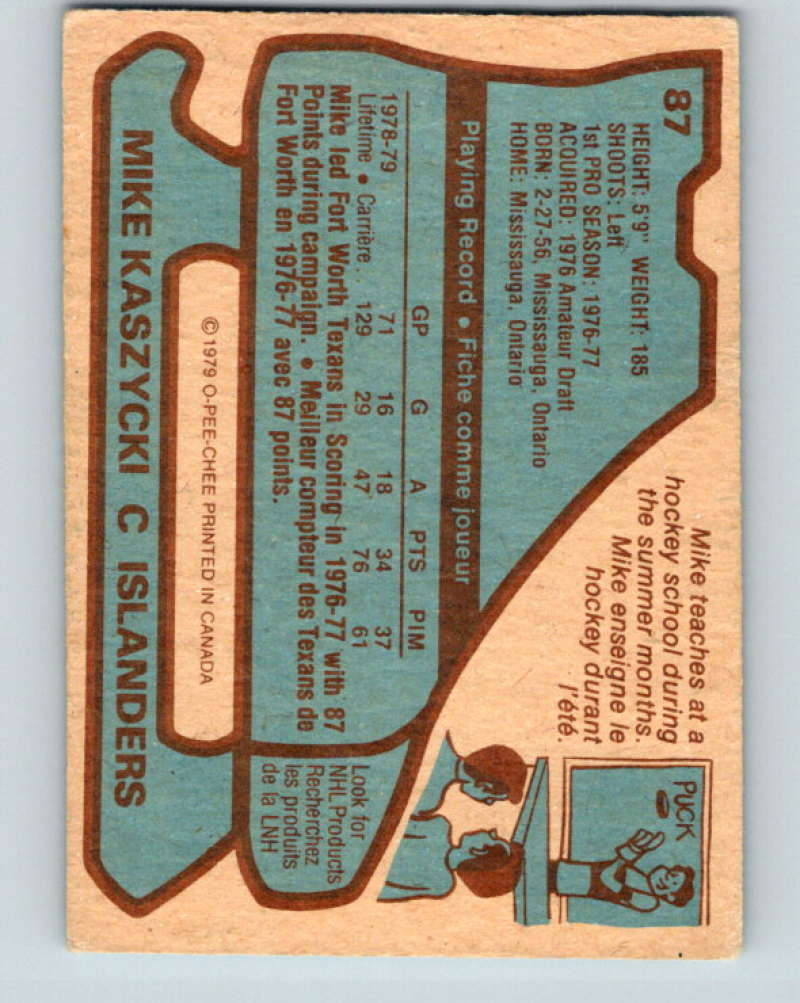 87
HEIGHT: 5'9" WEIGHT: 185
SHOOTS: Left
1st PRO SEASON: 1976-77
ACQUIRED: 1976 Amateur Draft
BORN: 2-27-56, Mississauga, Ontario
HOME: Mississauga, Ontario
Mike teaches at a
hockey school during
the summer months.
Mike enseigne le
hockey durant
l'été.
PUCK
Playing Record • Fiche comme joueur
GP G A PTS PIM
1978-79 71 16 18 34 37
Lifetime • Carrière... 129 29 47 76 61
Mike led Fort Worth Texans in Scoring in 1976-77 with 87
Points during campaign. • Meilleur compteur des Texans de
Fort Worth en 1976-77 avec 87 points.
Look for
NHL Products
Recherchez
les produits
de la LNH
©1979 O-PEE-CHEE PRINTED IN CANADA
MIKE KASZYCKI C ISLANDERS